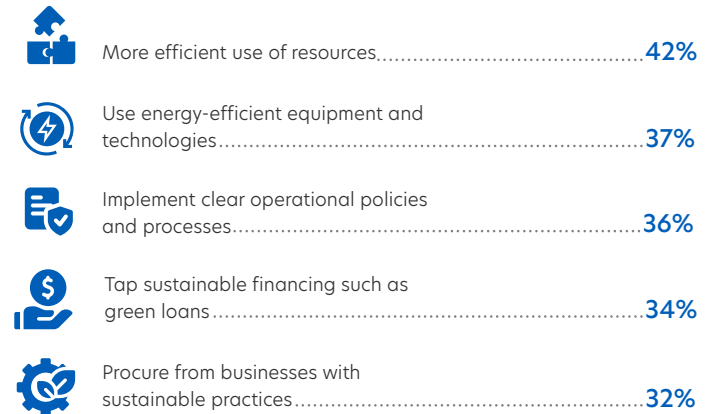 More efficient use of resources 42%
Use energy-efficient equipment and
technologies 37%
Implement clear operational policies
and processes 36%
$
Tap sustainable financing such as
green loans 34%
Procure from businesses with
sustainable practices 32%